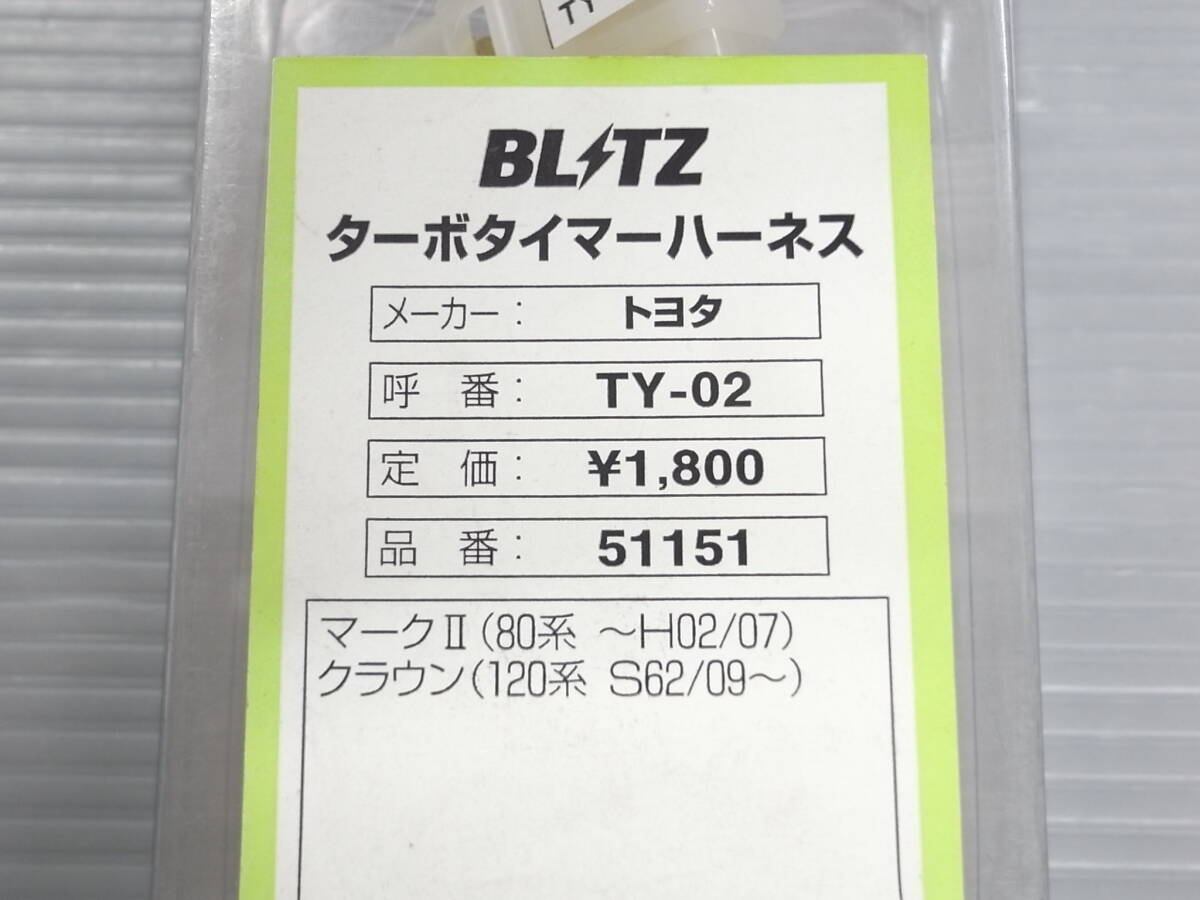 TY
BLITZ
ターボタイマーハーネス
メーカー： トヨタ
呼 番： TY-02
定 価： ¥1,800
品 番： 51151
マークⅡ(80系 ～H02/07)
クラウン(120系 S62/09～)